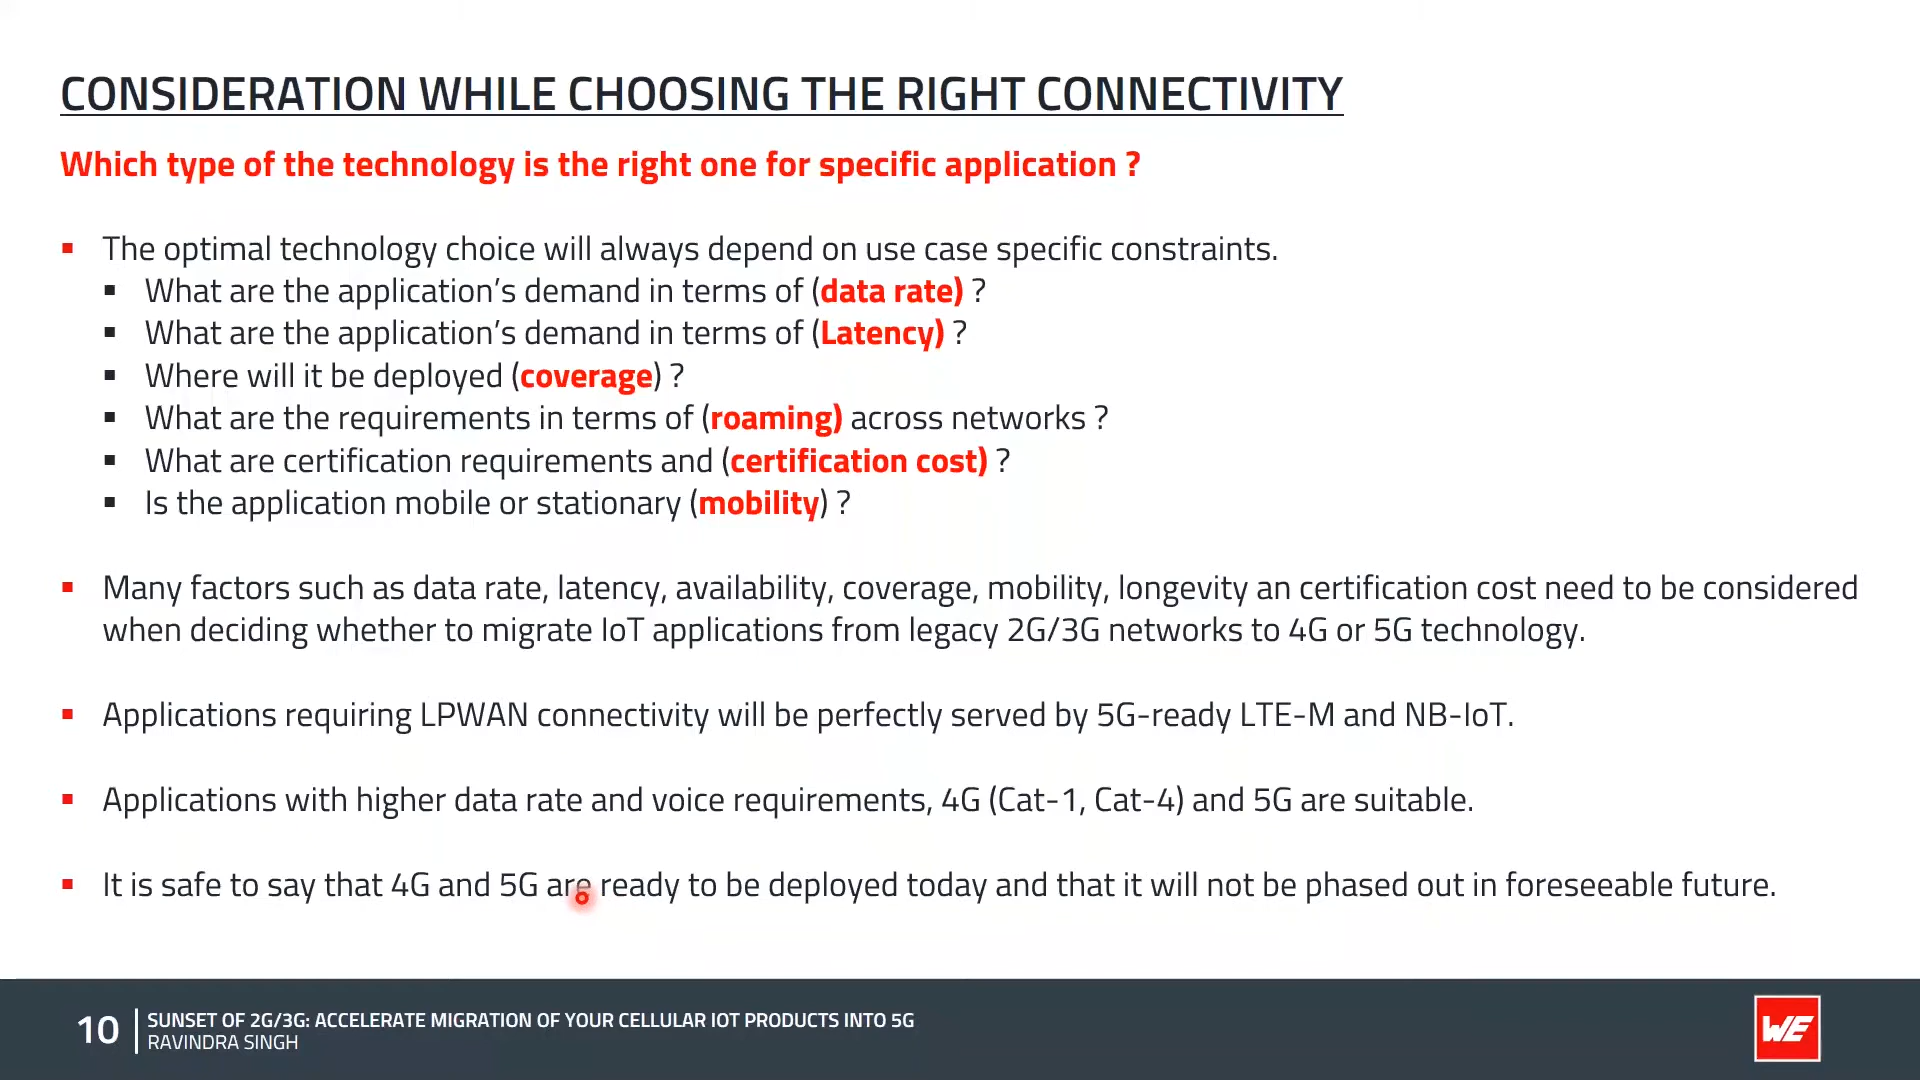 CONSIDERATION WHILE CHOOSING THE RIGHT CONNECTIVITY
Which type of the technology is the right one for specific application ?
▪ The optimal technology choice will always depend on use case specific constraints.
▪ What are the application’s demand in terms of (data rate) ?
▪ What are the application’s demand in terms of (Latency) ?
▪ Where will it be deployed (coverage) ?
▪ What are the requirements in terms of (roaming) across networks ?
▪ What are certification requirements and (certification cost) ?
▪ Is the application mobile or stationary (mobility) ?
▪ Many factors such as data rate, latency, availability, coverage, mobility, longevity an certification cost need to be considered
when deciding whether to migrate IoT applications from legacy 2G/3G networks to 4G or 5G technology.
▪ Applications requiring LPWAN connectivity will be perfectly served by 5G-ready LTE-M and NB-IoT.
▪ Applications with higher data rate and voice requirements, 4G (Cat-1, Cat-4) and 5G are suitable.
▪ It is safe to say that 4G and 5G are ready to be deployed today and that it will not be phased out in foreseeable future.
10
SUNSET OF 2G/3G: ACCELERATE MIGRATION OF YOUR CELLULAR IOT PRODUCTS INTO 5G
RAVINDRA SINGH
WE